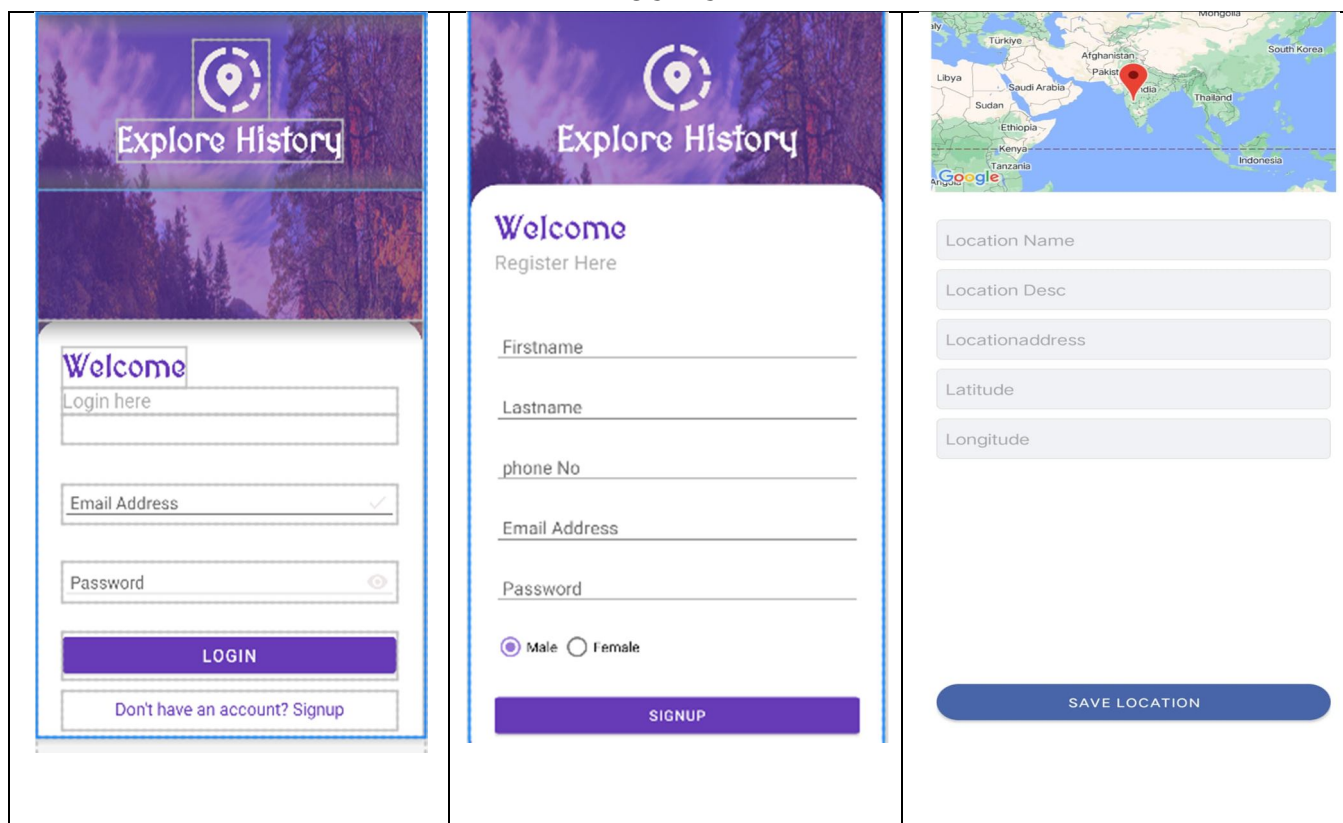 Explore History
Welcome
Login here
Email Address
Password
LOGIN
Don't have an account? Signup
Explore History
Welcome
Register Here
Firstname
Lastname
phone No
Email Address
Password
Male Female
SIGNUP
Mongolia
Türkiye
South Korea
Afghanistan
Pakist
Libya
India
Saudi Arabia
Thailand
Sudan
Ethiopia
Kenya
Indonesia
Tanzania
Google
Location Name
Location Desc
Locationaddress
Latitude
Longitude
SAVE LOCATION